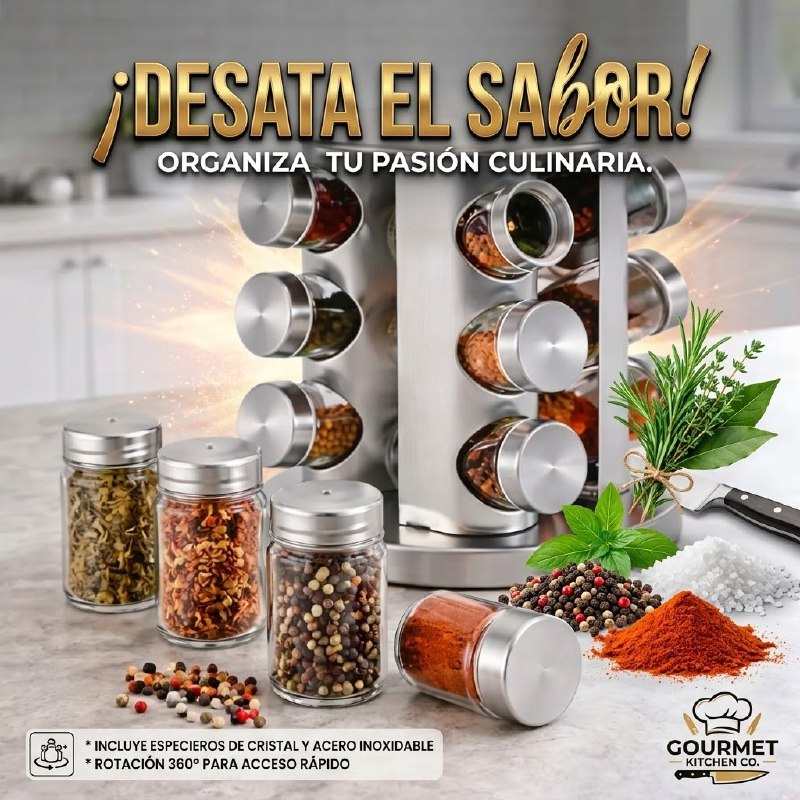 ¡DESATA EL SABOR!
ORGANIZA TU PASIÓN CULINARIA.
* INCLUYE ESPECIEROS DE CRISTAL Y ACERO INOXIDABLE
* ROTACIÓN 360° PARA ACCESO RÁPIDO
GOURMET
KITCHEN CO.